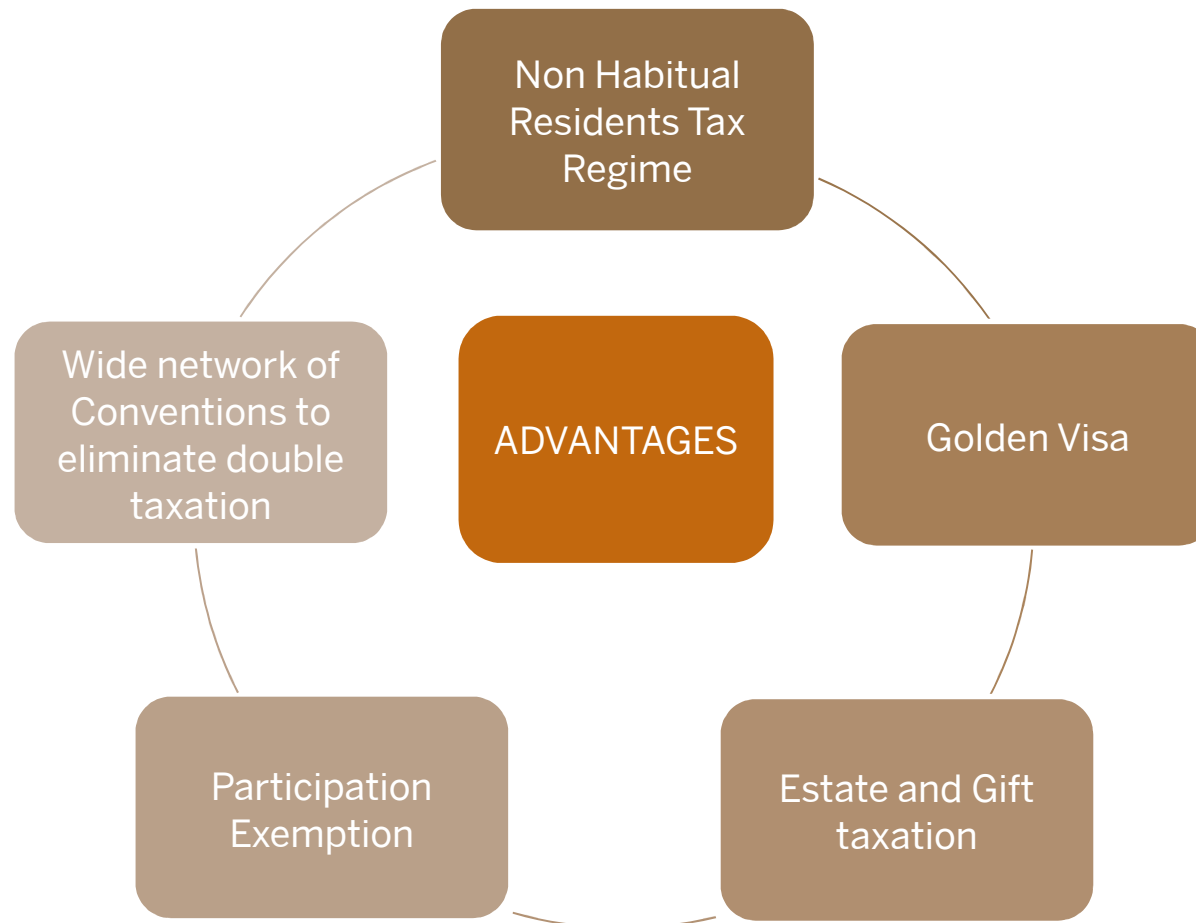 Non Habitual
Residents Tax
Regime
Wide network of
Conventions to
eliminate double
taxation
ADVANTAGES
Golden Visa
Participation
Exemption
Estate and Gift
taxation